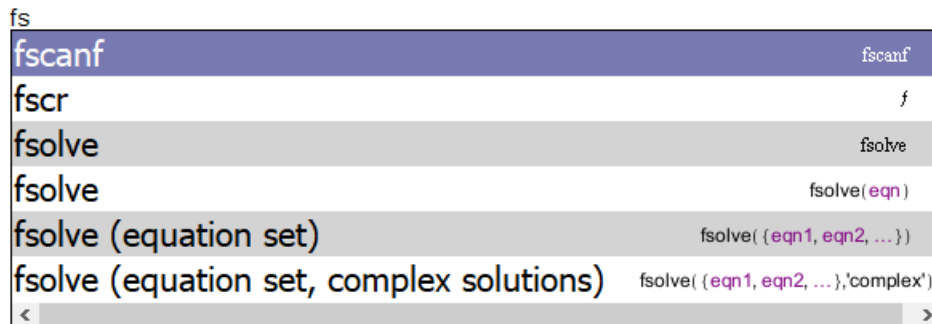 fs
fscanf fscanf
fscr 𝒻
fsolve fsolve
fsolve fsolve(eqn)
fsolve (equation set) fsolve( {eqn1, eqn2, ...})
fsolve (equation set, complex solutions) fsolve( {eqn1, eqn2, ...},'complex')